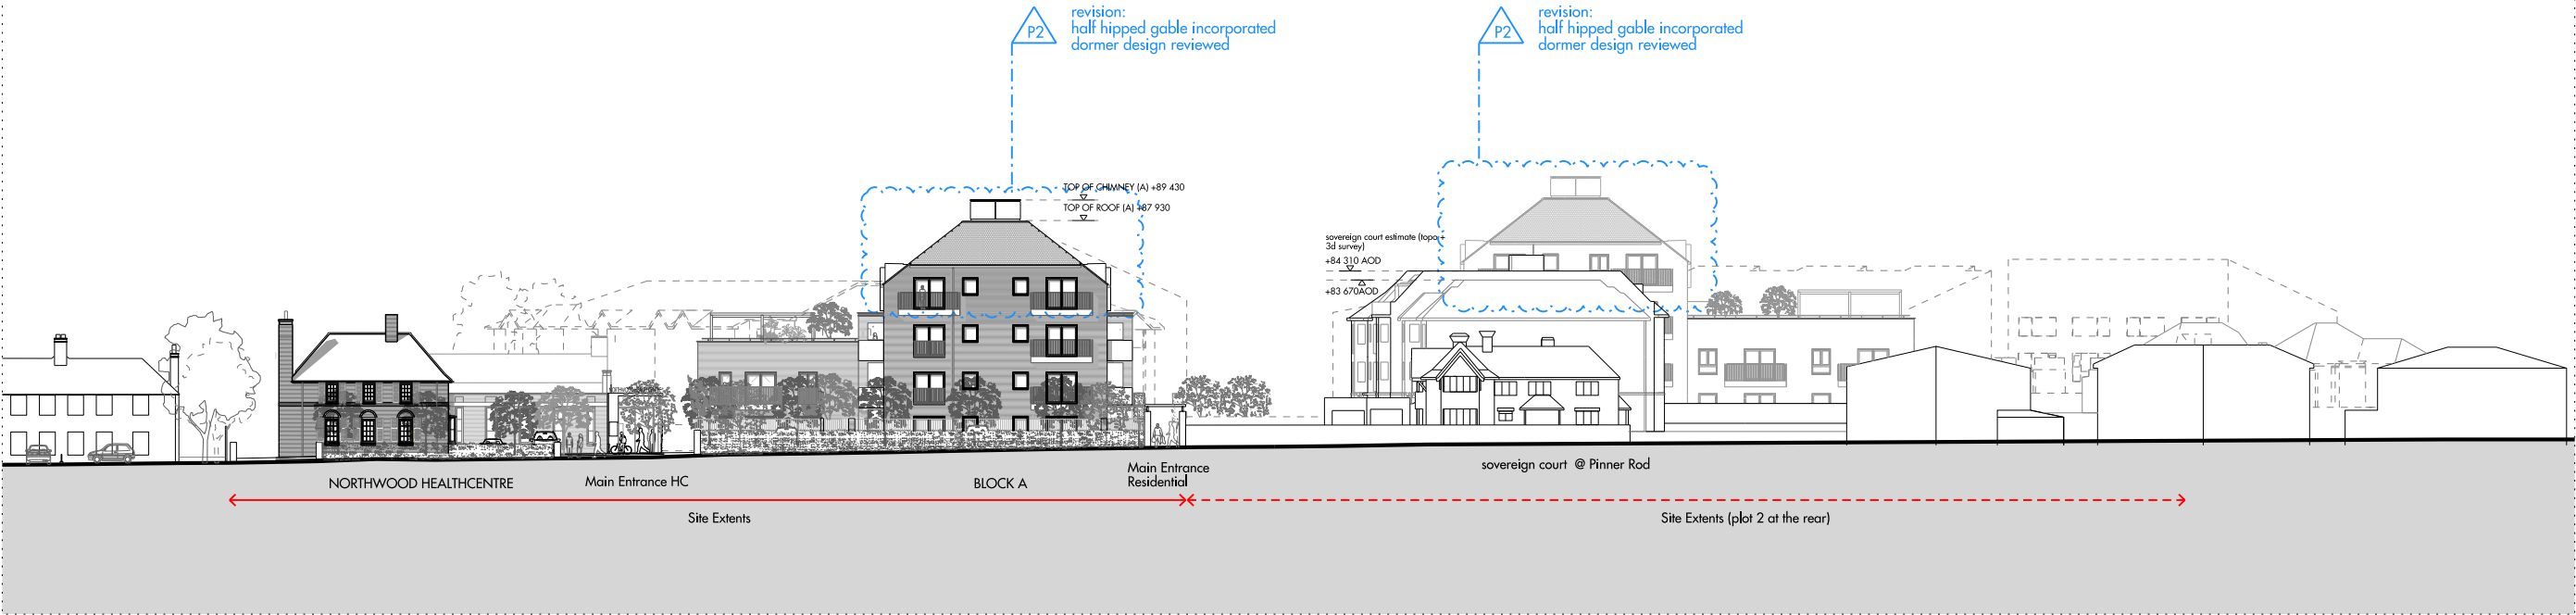 P2
revision:
half hipped gable incorporated
dormer design reviewed
P2
revision:
half hipped gable incorporated
dormer design reviewed
TOP OF CHIMNEY (A) +89 430
TOP OF ROOF (A) +87 930
sovereign court estimate (topo +
3d survey)
+84 310 AOD
+83 670AOD
NORTHWOOD HEALTHCENTRE
Main Entrance HC
BLOCK A
Main Entrance
Residential
sovereign court @ Pinner Rod
Site Extents
Site Extents (plot 2 at the rear)